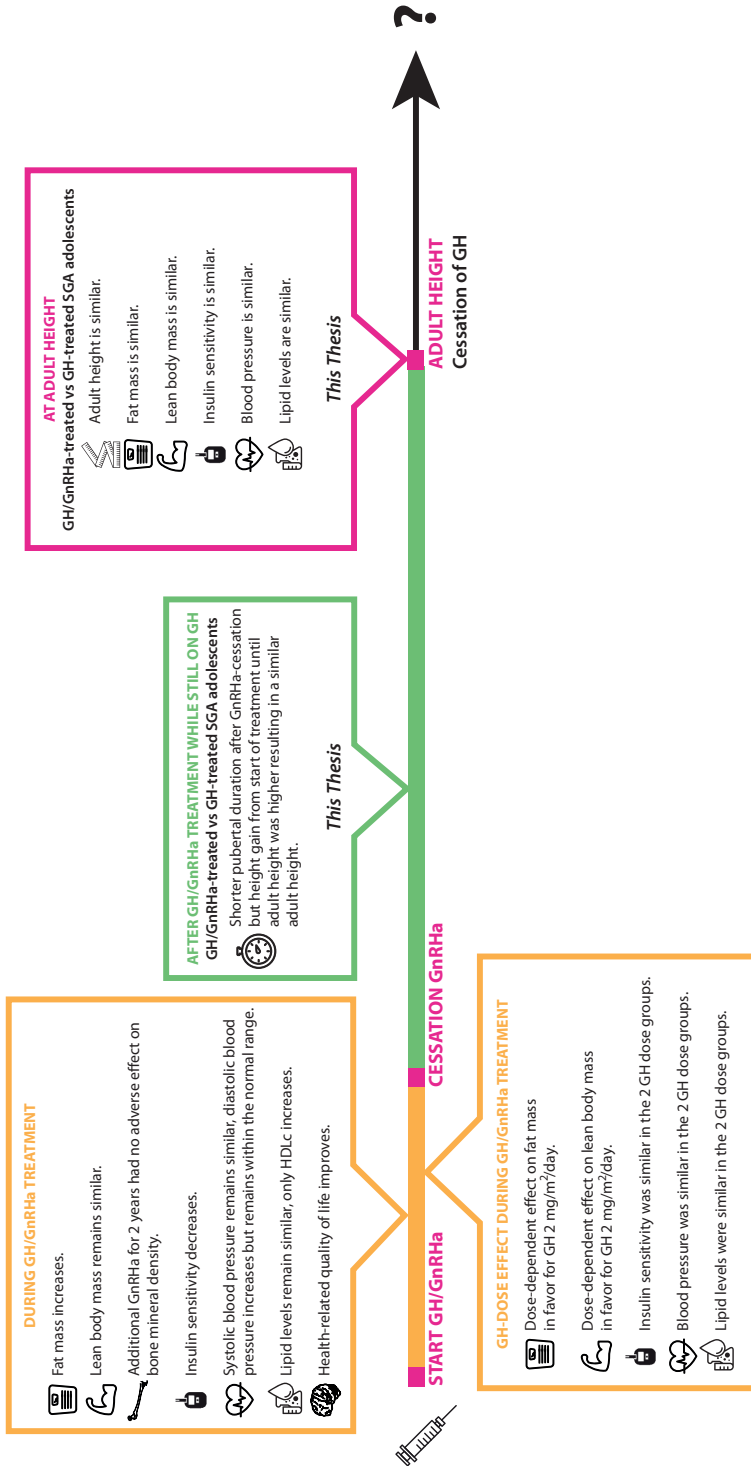 DURING GH/GnRHa TREATMENT
Fat mass increases.
Lean body mass remains similar.
Additional GnRHa for 2 years had no adverse effect on
bone mineral density.
Insulin sensitivity decreases.
Systolic blood pressure remains similar, diastolic blood
pressure increases but remains within the normal range.
Lipid levels remain similar, only HDLc increases.
Health-related quality of life improves.
AFTER GH/GnRHa TREATMENT WHILE STILL ON GH
GH/GnRHa-treated vs GH-treated SGA adolescents
Shorter pubertal duration after GnRHa-cessation
but height gain from start of treatment until
adult height was higher resulting in a similar
adult height.
This Thesis
AT ADULT HEIGHT
GH/GnRHa-treated vs GH-treated SGA adolescents
Adult height is similar.
Fat mass is similar.
Lean body mass is similar.
Insulin sensitivity is similar.
Blood pressure is similar.
Lipid levels are similar.
This Thesis
START GH/GnRHa
CESSATION GnRHa
ADULT HEIGHT
Cessation of GH
?
GH-DOSE EFFECT DURING GH/GnRHa TREATMENT
Dose-dependent effect on fat mass
in favor for GH 2 mg/m²/day.
Dose-dependent effect on lean body mass
in favor for GH 2 mg/m²/day.
Insulin sensitivity was similar in the 2 GH dose groups.
Blood pressure was similar in the 2 GH dose groups.
Lipid levels were similar in the 2 GH dose groups.